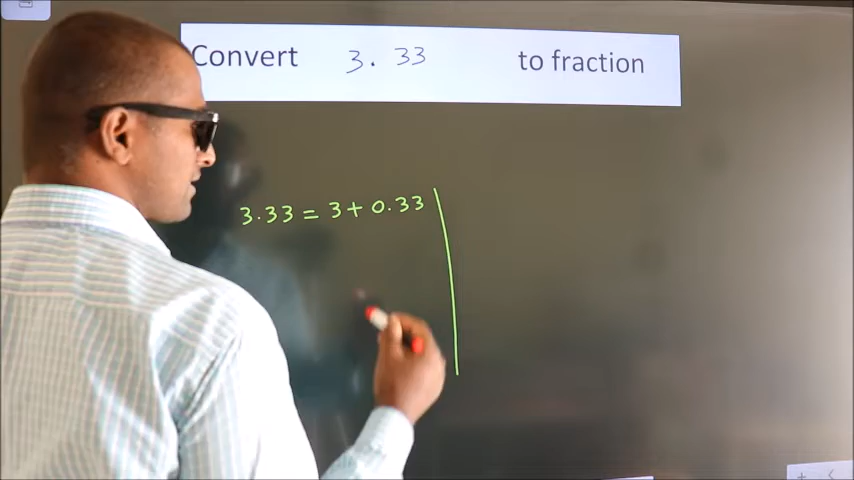 Convert 3.33 to fraction
3.33 = 3 + 0.33